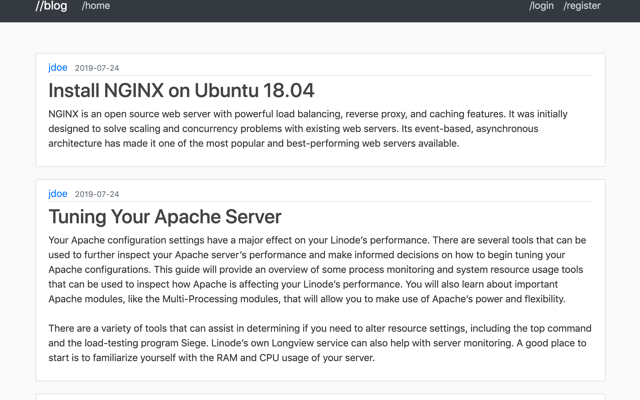 //blog /home /login /register
jdoe 2019-07-24
Install NGINX on Ubuntu 18.04
NGINX is an open source web server with powerful load balancing, reverse proxy, and caching features. It was initially
designed to solve scaling and concurrency problems with existing web servers. Its event-based, asynchronous
architecture has made it one of the most popular and best-performing web servers available.
jdoe 2019-07-24
Tuning Your Apache Server
Your Apache configuration settings have a major effect on your Linode’s performance. There are several tools that can be
used to further inspect your Apache server’s performance and make informed decisions on how to begin tuning your
Apache configurations. This guide will provide an overview of some process monitoring and system resource usage tools
that can be used to inspect how Apache is affecting your Linode’s performance. You will also learn about important
Apache modules, like the Multi-Processing modules, that will allow you to make use of Apache’s power and flexibility.
There are a variety of tools that can assist in determining if you need to alter resource settings, including the top command
and the load-testing program Siege. Linode’s own Longview service can also help with server monitoring. A good place to
start is to familiarize yourself with the RAM and CPU usage of your server.